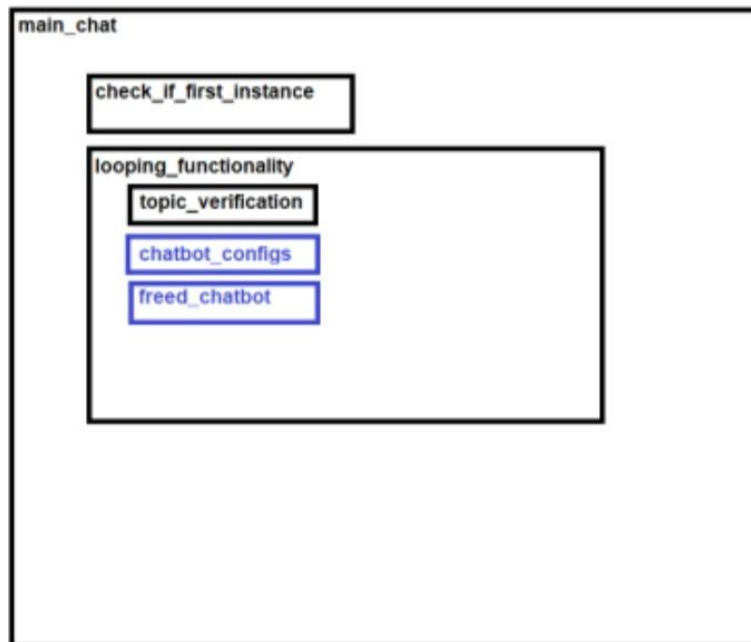 main_chat
check_if_first_instance
looping_functionality
topic_verification
chatbot_configs
freed_chatbot